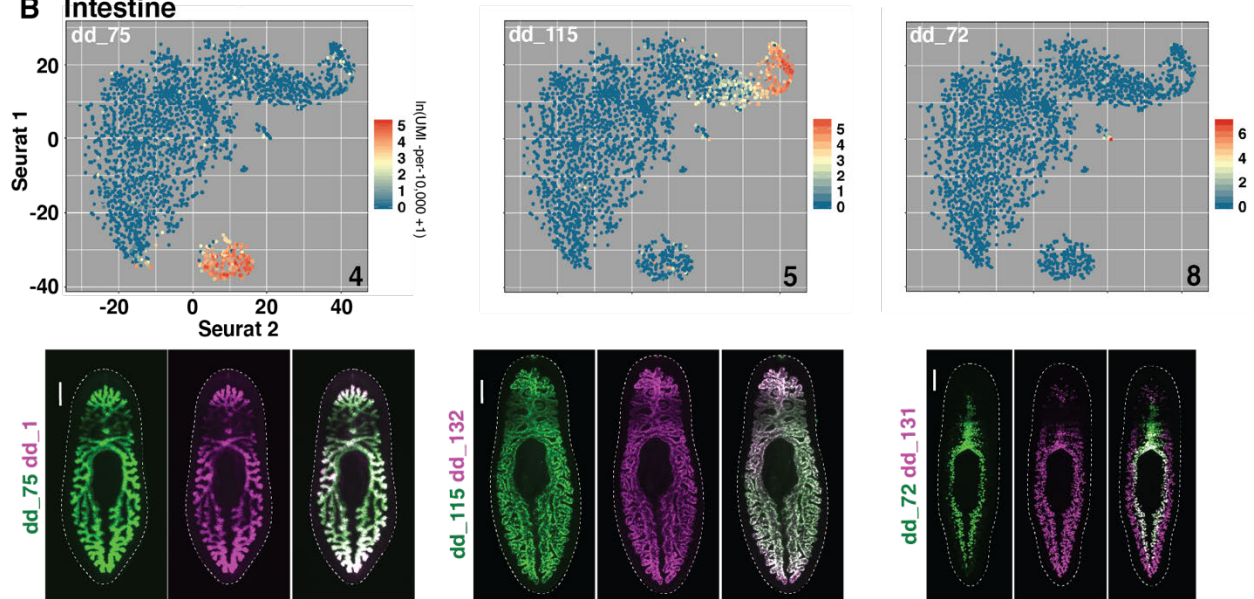 B Intestine
dd_75
20
0
-20
-40
Seurat 1
-20 0 20 40
Seurat 2
4
5
4
3
2
1
0
ln(UMI -per-10,000 +1)
dd_115
5
5
4
3
2
1
0
dd_72
8
6
4
2
0
dd_75 dd_1
dd_115 dd_132
dd_72 dd_131